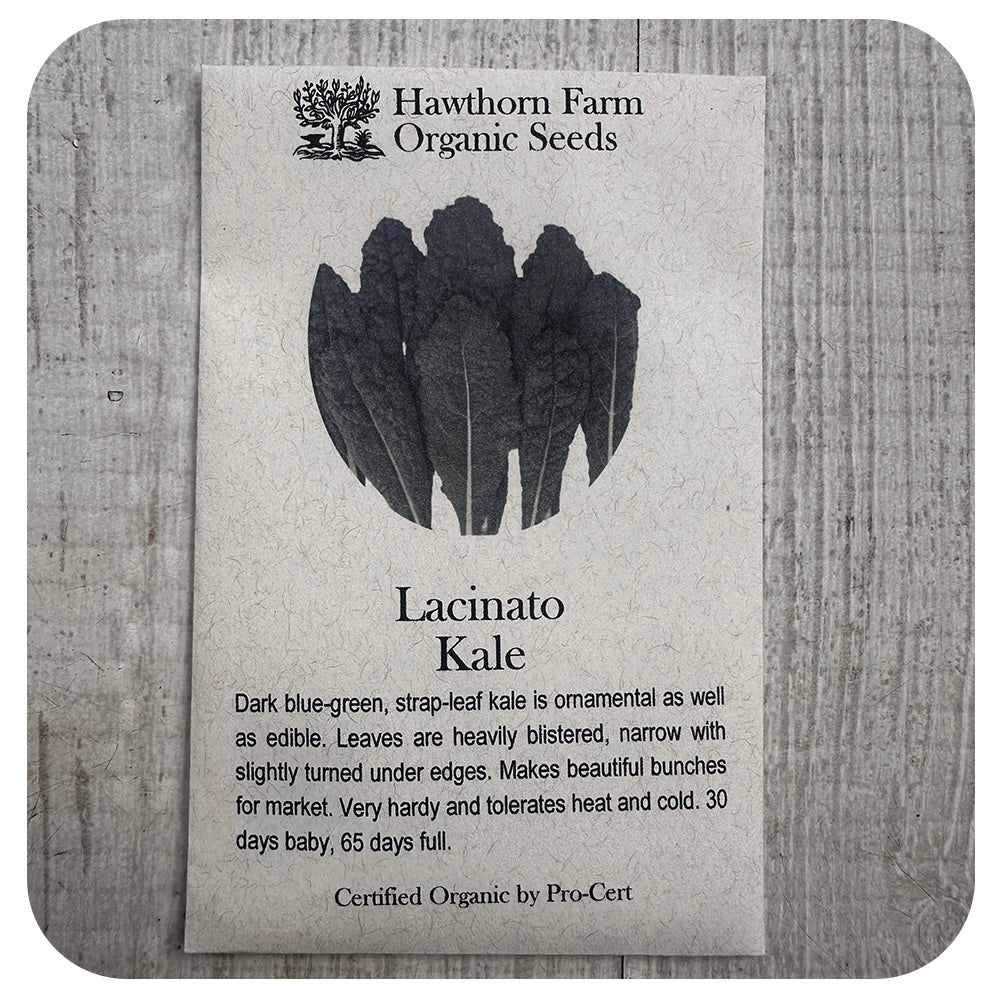 Hawthorn Farm
Organic Seeds
Lacinato
Kale
Dark blue-green, strap-leaf kale is ornamental as well
as edible. Leaves are heavily blistered, narrow with
slightly turned under edges. Makes beautiful bunches
for market. Very hardy and tolerates heat and cold. 30
days baby, 65 days full.
Certified Organic by Pro-Cert